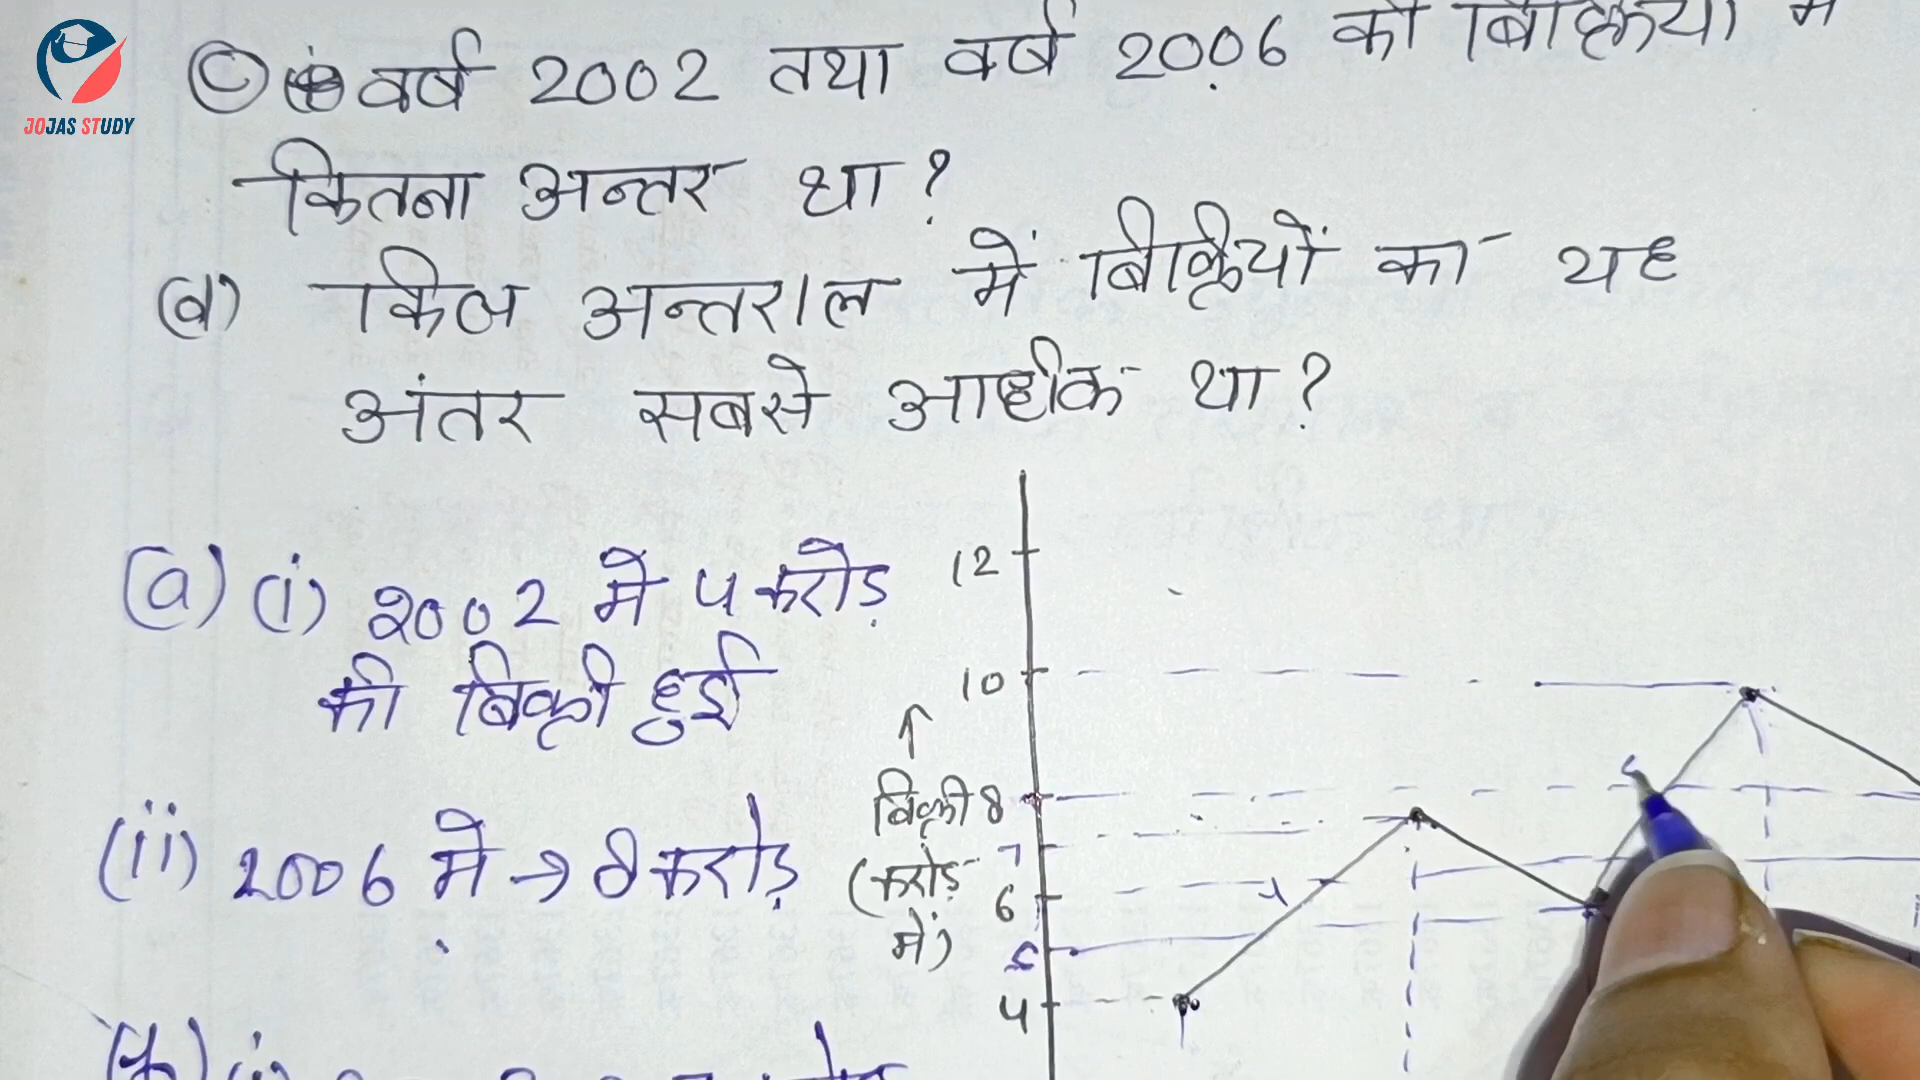 JOJAS STUDY
(c) वर्ष 2002 तथा वर्ष 2006 की बिक्रियों में
कितना अन्तर था?
(d) किस अन्तराल में बिक्रियों का यह
अंतर सबसे अधिक था?
(a) (i) 2002 में 4 करोड़
की बिक्री हुई
(ii) 2006 में → 8 करोड़
12
10
↑
बिक्री 8
7
(करोड़
6
में)
5
4